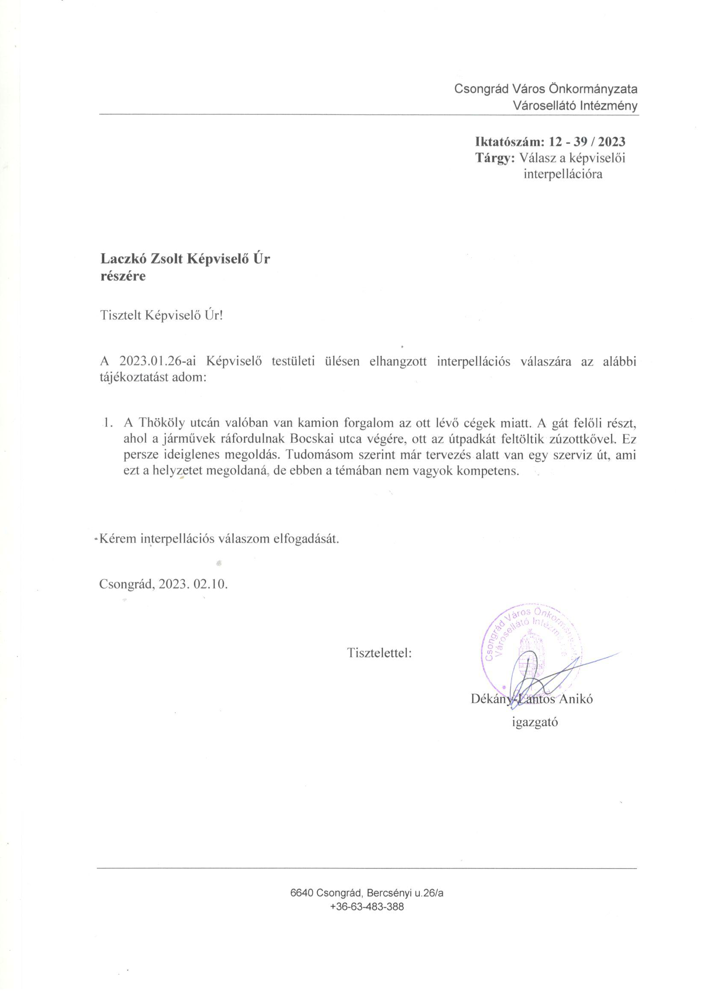 Csongrád Város Önkormányzata
Városellátó Intézmény
Iktatószám: 12 - 39 / 2023
Tárgy: Válasz a képviselői
interpellációra
Laczkó Zsolt Képviselő Úr
részére
Tisztelt Képviselő Úr!
A 2023.01.26-ai Képviselő testületi ülésen elhangzott interpellációs válaszára az alábbi
tájékoztatást adom:
1. A Thököly utcán valóban van kamion forgalom az ott lévő cégek miatt. A gát felőli részt,
ahol a járművek ráfordulnak Bocskai utca végére, ott az útpadkát feltöltik zúzottkővel. Ez
persze ideiglenes megoldás. Tudomásom szerint már tervezés alatt van egy szerviz út, ami
ezt a helyzetet megoldaná, de ebben a témában nem vagyok kompetens.
Kérem interpellációs válaszom elfogadását.
Csongrád, 2023. 02.10.
Csongrád Város Önkormányzata
Városellátó Intézménye
Csongrád
Tisztelettel:
Dékány-Lantos Anikó
igazgató
6640 Csongrád, Bercsényi u.26/a
+36-63-483-388